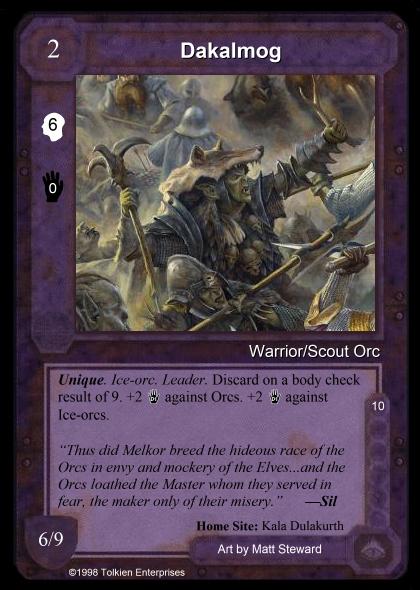 2
Dakalmog
6
0
Warrior/Scout Orc
Unique. Ice-orc. Leader. Discard on a body check
result of 9. +2 DI against Orcs. +2 DI against
Ice-orcs.
10
“Thus did Melkor breed the hideous race of the
Orcs in envy and mockery of the Elves...and the
Orcs loathed the Master whom they served in
fear, the maker only of their misery.” —Sil
Home Site: Kala Dulakurth
6/9
Art by Matt Steward
©1998 Tolkien Enterprises